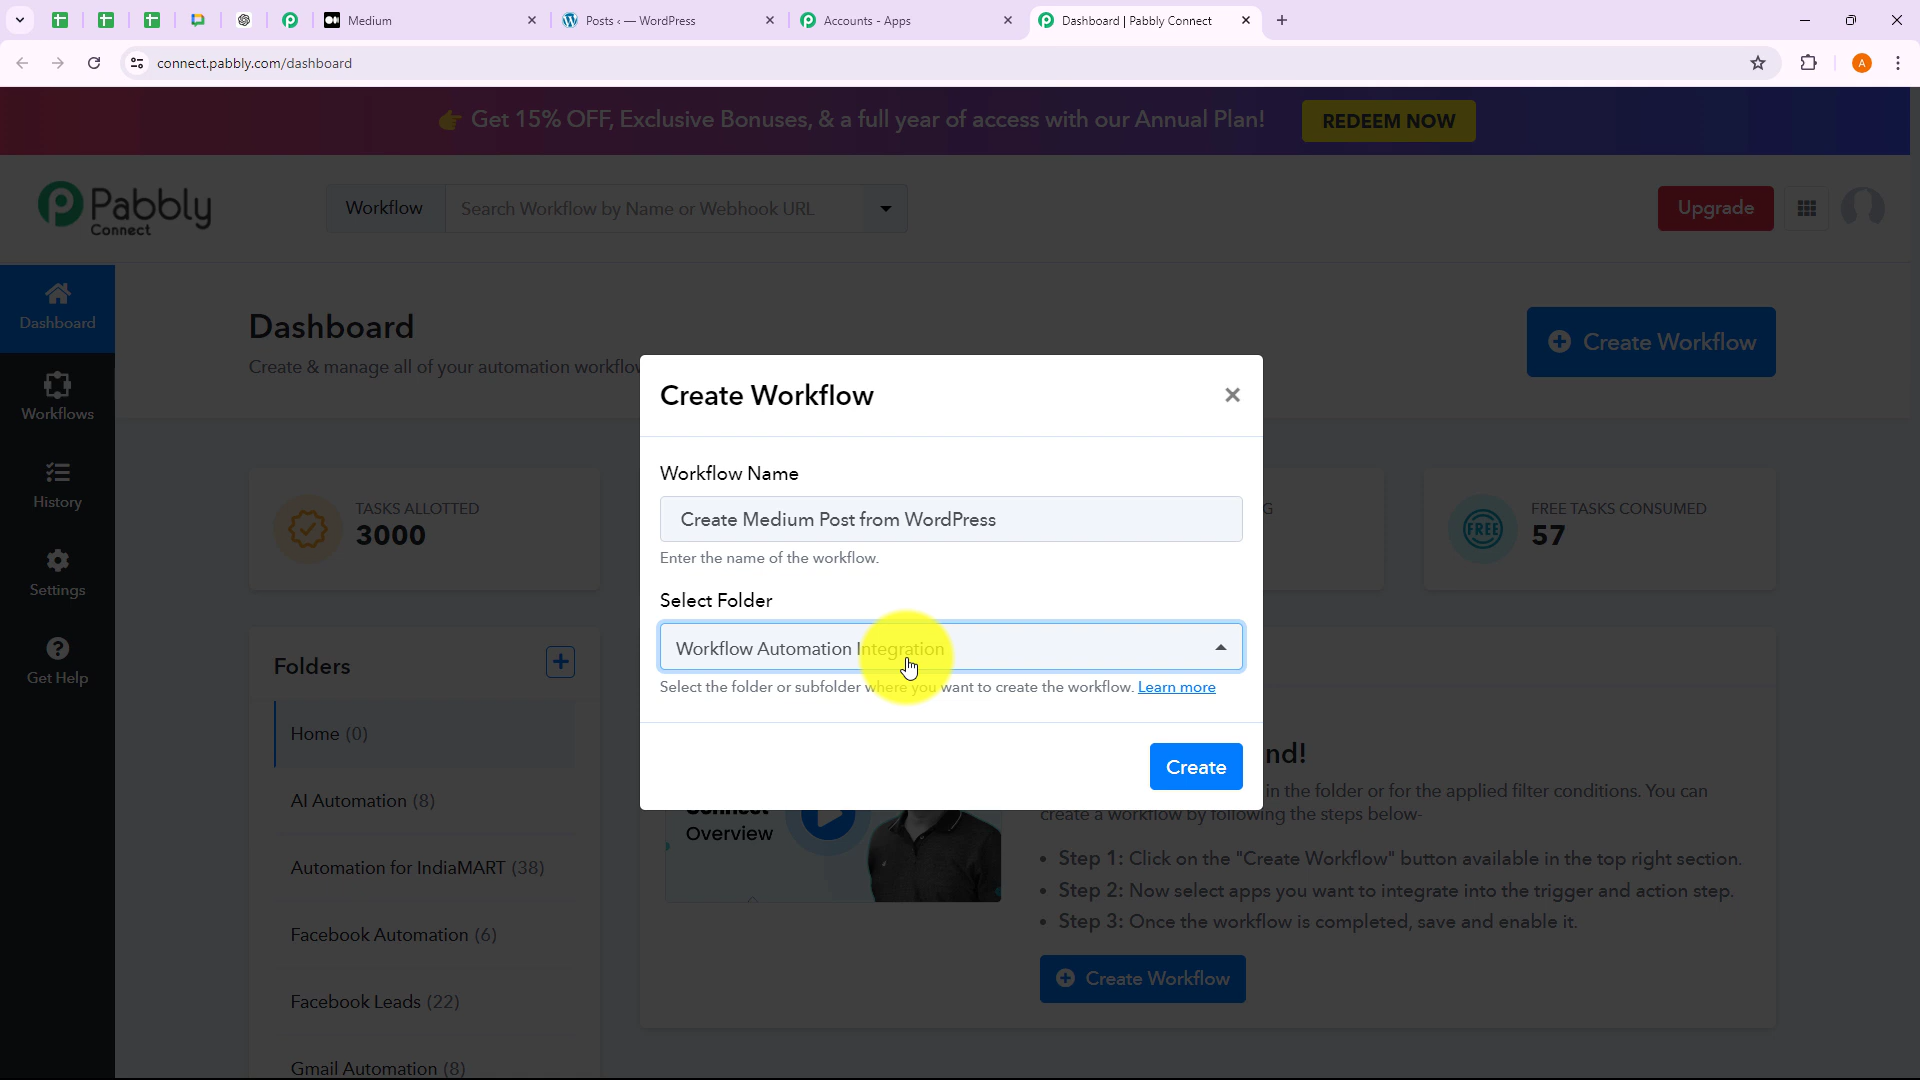 Medium
Posts ‹ — WordPress
Accounts - Apps
Dashboard | Pabbly Connect
connect.pabbly.com/dashboard
A
👉 Get 15% OFF, Exclusive Bonuses, & a full year of access with our Annual Plan!
REDEEM NOW
Pabbly
Connect
Workflow
Search Workflow by Name or Webhook URL
Upgrade
Dashboard
Workflows
History
Settings
Get Help
Dashboard
Create & manage all of your automation workflow
Create Workflow
TASKS ALLOTTED
3000
G
FREE
FREE TASKS CONSUMED
57
Create Workflow
Workflow Name
Create Medium Post from WordPress
Enter the name of the workflow.
Select Folder
Workflow Automation Integration
Select the folder or subfolder where you want to create the workflow. Learn more
Create
Folders
Home (0)
AI Automation (8)
Automation for IndiaMART (38)
Facebook Automation (6)
Facebook Leads (22)
Gmail Automation (8)
Connect
Overview
nd!
in the folder or for the applied filter conditions. You can
create a workflow by following the steps below-
• Step 1: Click on the "Create Workflow" button available in the top right section.
• Step 2: Now select apps you want to integrate into the trigger and action step.
• Step 3: Once the workflow is completed, save and enable it.
Create Workflow